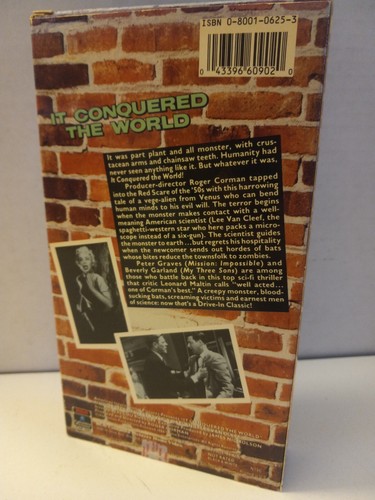 ISBN 0-8001-0625-3
0 43396 60902 0
IT CONQUERED
THE WORLD
It was part plant and all monster, with crus-
tacean arms and chainsaw teeth. Humanity had
never seen anything like it. But whatever it was,
It Conquered the World!
Producer-director Roger Corman tapped
into the Red Scare of the '50s with this harrowing
tale of a vege-alien from Venus who can bend
human minds to his evil will. The terror begins
when the monster makes contact with a well-
meaning American scientist (Lee Van Cleef, the
spaghetti-western star who here packs a micro-
scope instead of a six-gun). The scientist guides
the monster to earth...but regrets his hospitality
when the newcomer sends out hordes of bats
whose bites reduce the townsfolk to zombies.
Peter Graves (Mission: Impossible) and
Beverly Garland (My Three Sons) are among
those who battle back in this top sci-fi thriller
that critic Leonard Maltin calls "well acted...
one of Corman's best." A creepy monster, blood-
sucking bats, screaming victims and earnest men
of science: now that's a Drive-In Classic!
CONQUERED THE WORLD